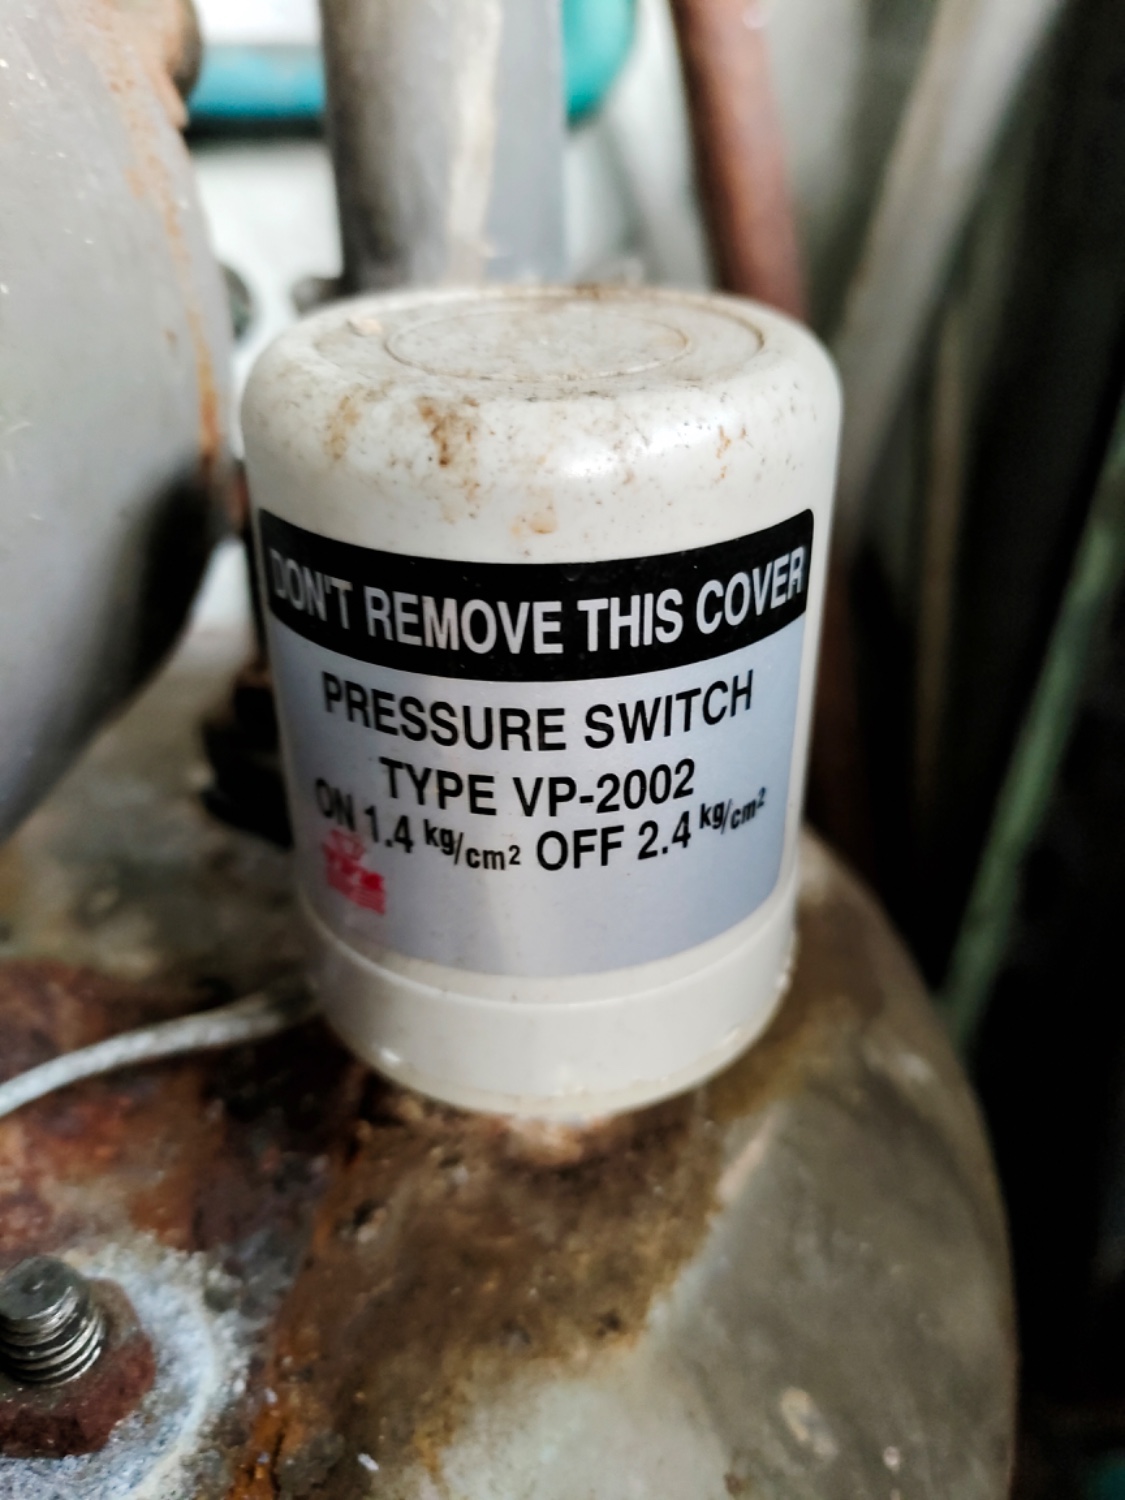 DON'T REMOVE THIS COVER
PRESSURE SWITCH
TYPE VP-2002
ON 1.4 kg/cm² OFF 2.4 kg/cm²